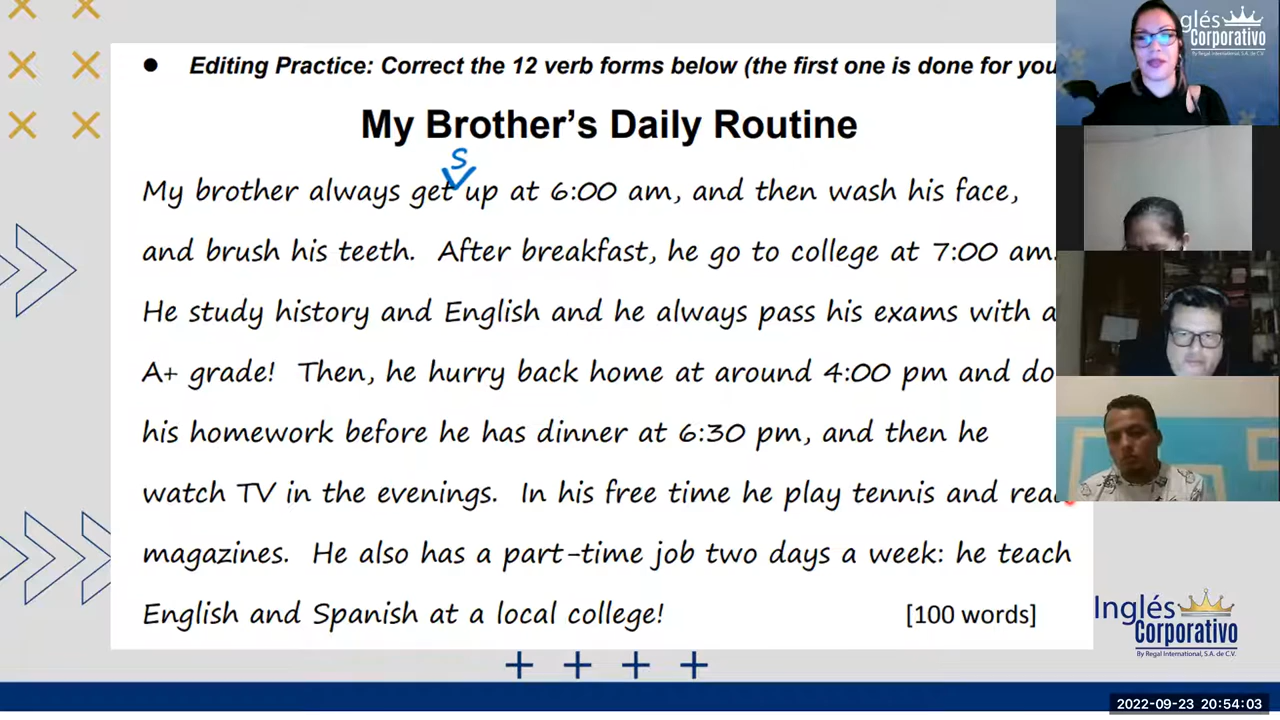 ● Editing Practice: Correct the 12 verb forms below (the first one is done for you
My Brother's Daily Routine
s
My brother always get up at 6:00 am, and then wash his face,
and brush his teeth. After breakfast, he go to college at 7:00 am.
He study history and English and he always pass his exams with a
A+ grade! Then, he hurry back home at around 4:00 pm and do
his homework before he has dinner at 6:30 pm, and then he
watch TV in the evenings. In his free time he play tennis and read
magazines. He also has a part-time job two days a week: he teach
English and Spanish at a local college!
[100 words]
glés
Corporativo
By Regal International, S.A. de C.V.
Inglés
Corporativo
By Regal International, S.A. de C.V.
2022-09-23 20:54:03